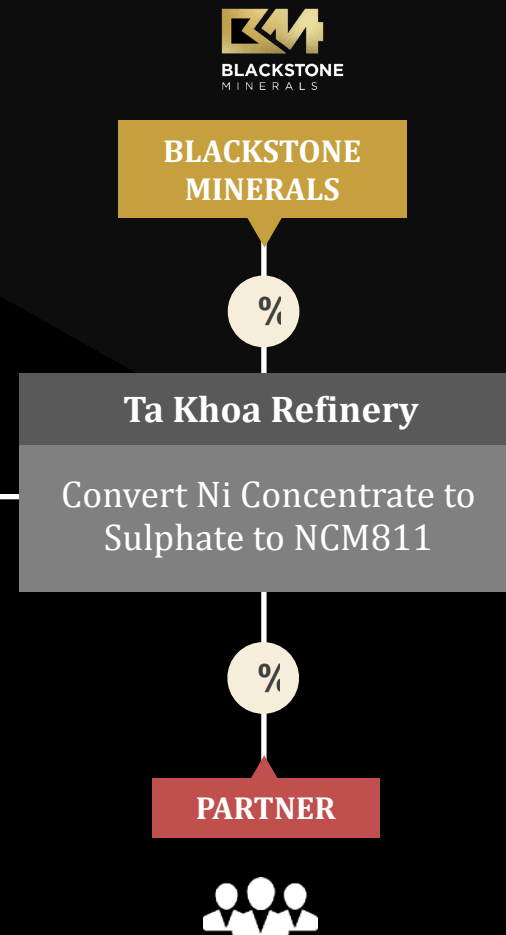 BLACKSTONE
MINERALS
BLACKSTONE
MINERALS
%
Ta Khoa Refinery
Convert Ni Concentrate to
Sulphate to NCM811
%
PARTNER